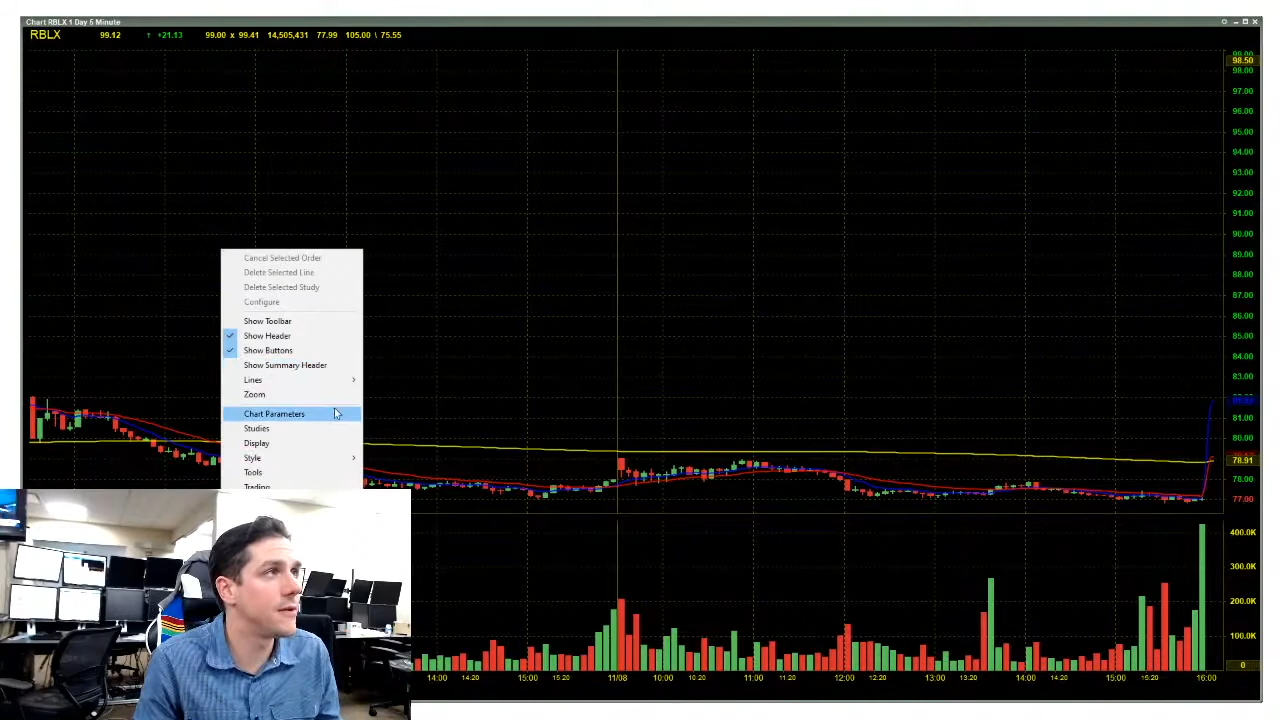 Chart RBLX 1 Day 5 Minute
RBLX 99.12 ↑ +21.13 99.00 x 99.41 14,505,431 77.99 105.00 \ 75.55
99.00
98.50
98.00
97.00
96.00
95.00
94.00
93.00
92.00
91.00
90.00
89.00
88.00
87.00
86.00
85.00
84.00
83.00
81.00
80.00
78.91
78.00
77.00
Cancel Selected Order
Delete Selected Line
Delete Selected Study
Configure
Show Toolbar
Show Header
Show Buttons
Show Summary Header
Lines
Zoom
Chart Parameters
Studies
Display
Style
Tools
Trading
400.0K
300.0K
200.0K
100.0K
0
14:00 14:20 15:00 15:20 11/08 10:00 10:20 11:00 11:20 12:00 12:20 13:00 13:20 14:00 14:20 15:00 15:20 16:00